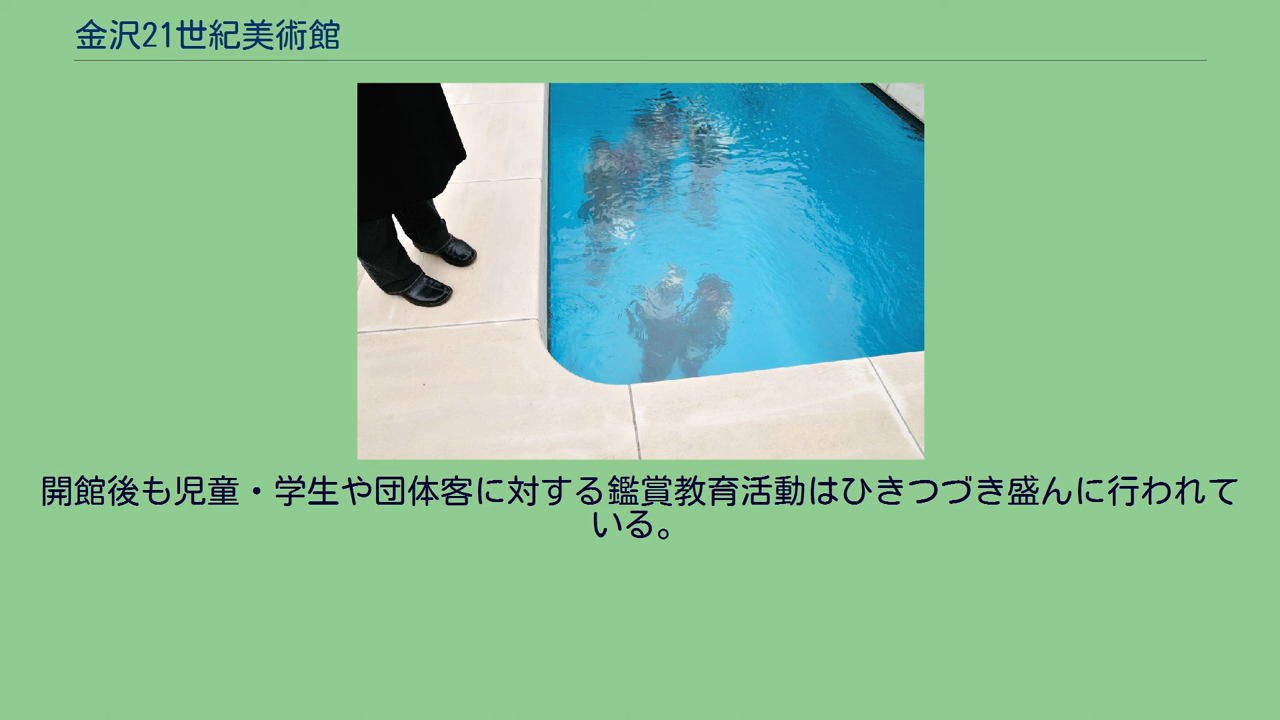 金沢21世紀美術館
開館後も児童・学生や団体客に対する鑑賞教育活動はひきつづき盛んに行われて
いる。